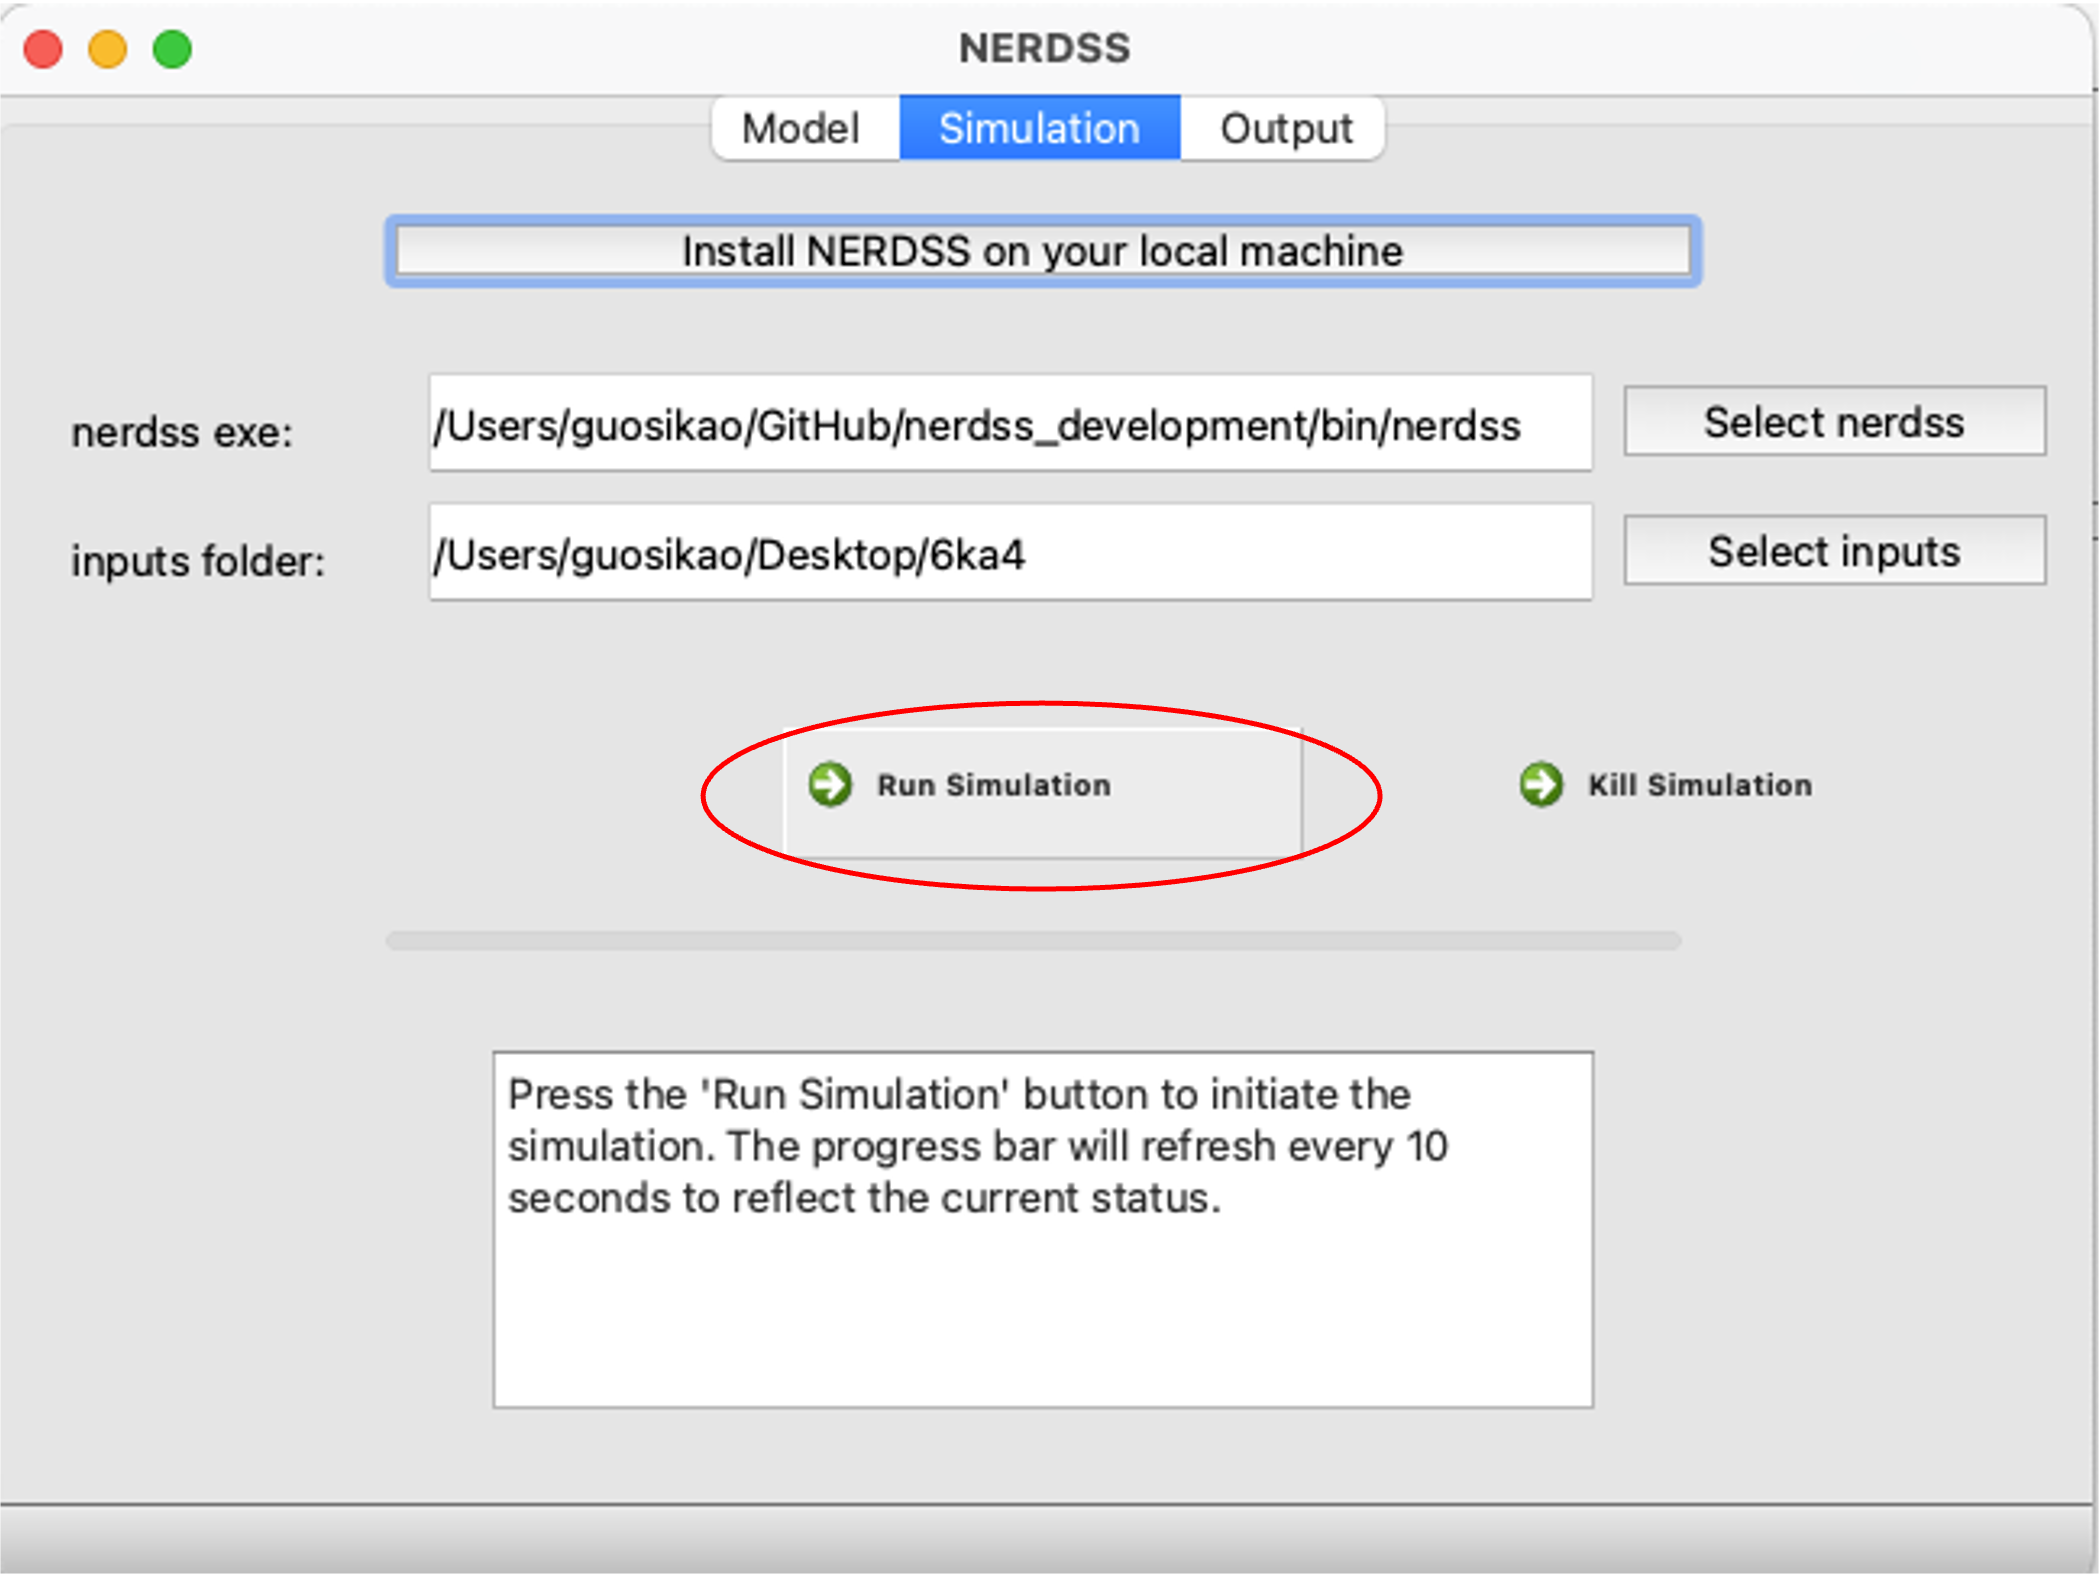 NERDSS
Model Simulation Output
Install NERDSS on your local machine
nerdss exe: /Users/guosikao/GitHub/nerdss_development/bin/nerdss Select nerdss
inputs folder: /Users/guosikao/Desktop/6ka4 Select inputs
Run Simulation Kill Simulation
Press the 'Run Simulation' button to initiate the
simulation. The progress bar will refresh every 10
seconds to reflect the current status.